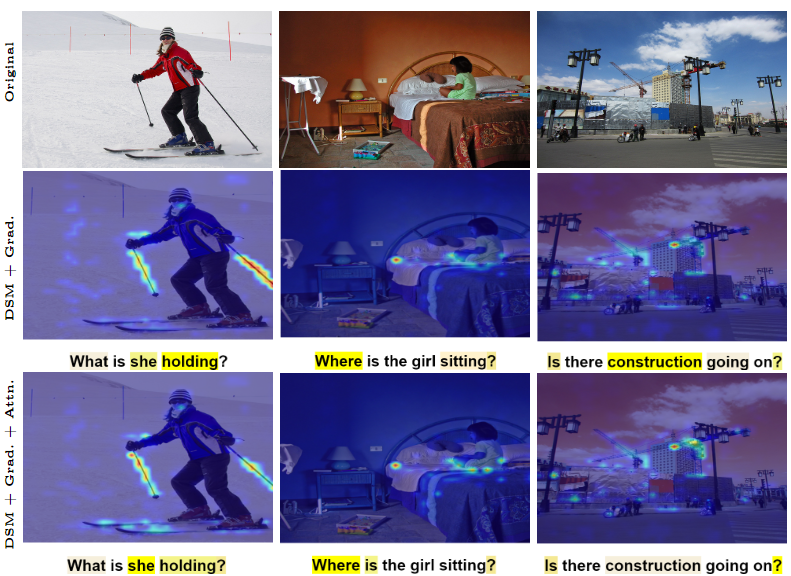 Original
DSM + Grad.
What is she holding?
Where is the girl sitting?
Is there construction going on?
DSM + Grad. + Attn.
What is she holding?
Where is the girl sitting?
Is there construction going on?